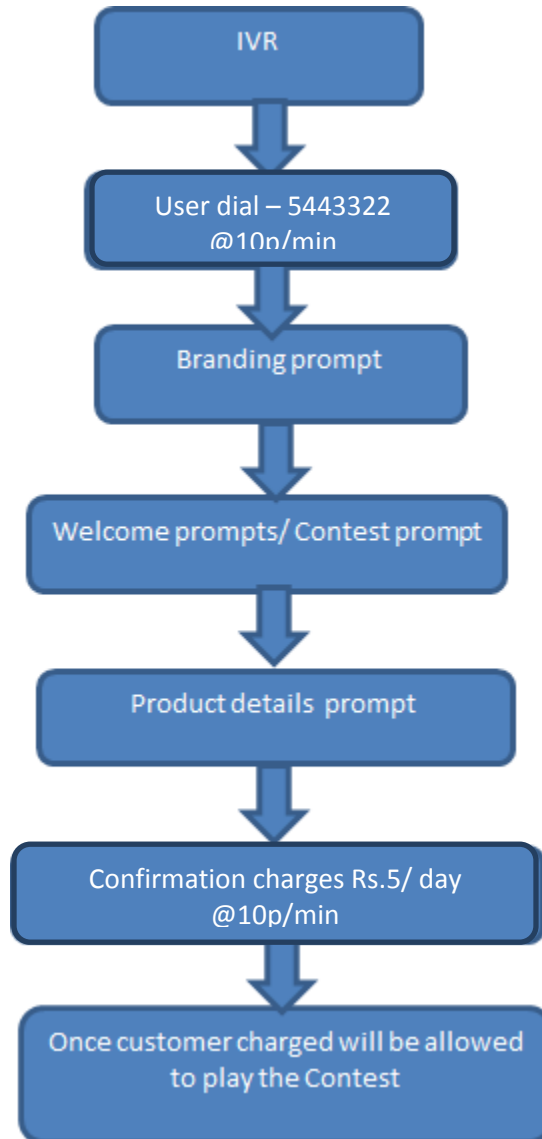 IVR
User dial – 5443322
@10p/min
Branding prompt
Welcome prompts/ Contest prompt
Product details prompt
Confirmation charges Rs.5/ day
@10p/min
Once customer charged will be allowed
to play the Contest